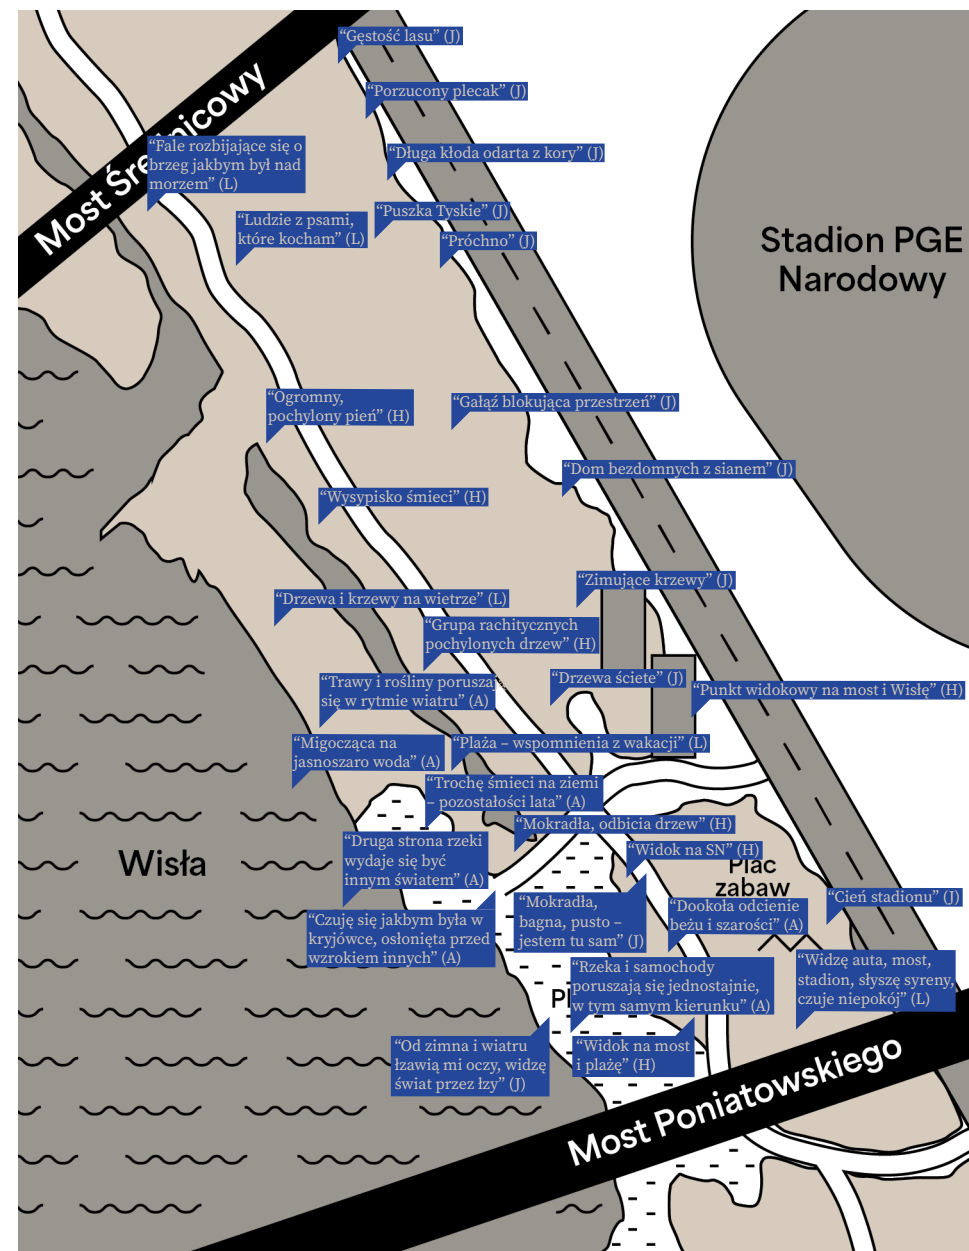 “Gęstość lasu” (J)
“Porzucony plecak” (J)
Most Średnicowy
“Fale rozbijające się o
brzeg jakbym był nad
morzem” (L)
“Długa kłoda odarta z kory” (J)
“Ludzie z psami,
które kocham” (L)
“Puszka Tyskie” (J)
“Próchno” (J)
Stadion PGE
Narodowy
“Ogromny,
pochylony pień” (H)
“Gałąź blokująca przestrzeń” (J)
“Dom bezdomnych z sianem” (J)
“Wysypisko śmieci” (H)
“Zimujące krzewy” (J)
“Drzewa i krzewy na wietrze” (L)
“Grupa rachitycznych
pochylonych drzew” (H)
“Trawy i rośliny poruszają
się w rytmie wiatru” (A)
“Drzewa ściete” (J)
“Punkt widokowy na most i Wisłę” (H)
“Migocząca na
jasnoszaro woda” (A)
“Plaża – wspomnienia z wakacji” (L)
“Trochę śmieci na ziemi
– pozostałości lata” (A)
“Mokradła, odbicia drzew” (H)
“Druga strona rzeki
wydaje się być
innym światem” (A)
Wisła
“Widok na SN” (H)
Plac
zabaw
“Cień stadionu” (J)
“Czuję się jakbym była w
kryjówce, osłonięta przed
wzrokiem innych” (A)
“Mokradła,
bagna, pusto –
jestem tu sam” (J)
“Dookoła odcienie
beżu i szarości” (A)
“Rzeka i samochody
poruszają się jednostajnie,
w tym samym kierunku” (A)
“Widzę auta, most,
stadion, słyszę syreny,
czuje niepokój” (L)
“Od zimna i wiatru
łzawią mi oczy, widzę
świat przez łzy” (J)
“Widok na most
i plażę” (H)
Most Poniatowskiego